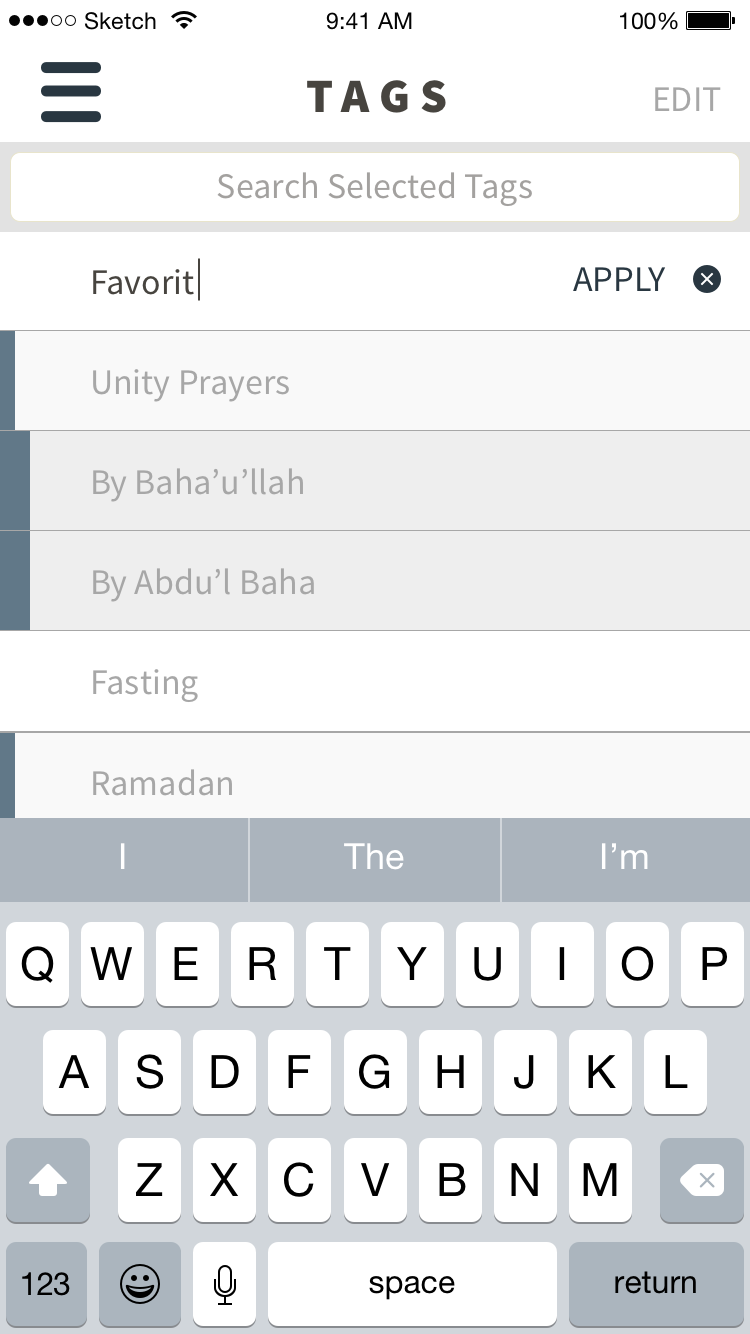 Sketch 9:41 AM 100%
TAGS EDIT
Search Selected Tags
Favorit APPLY
Unity Prayers
By Baha’u’llah
By Abdu’l Baha
Fasting
Ramadan
I The I’m
Q W E R T Y U I O P
A S D F G H J K L
Z X C V B N M
123 space return